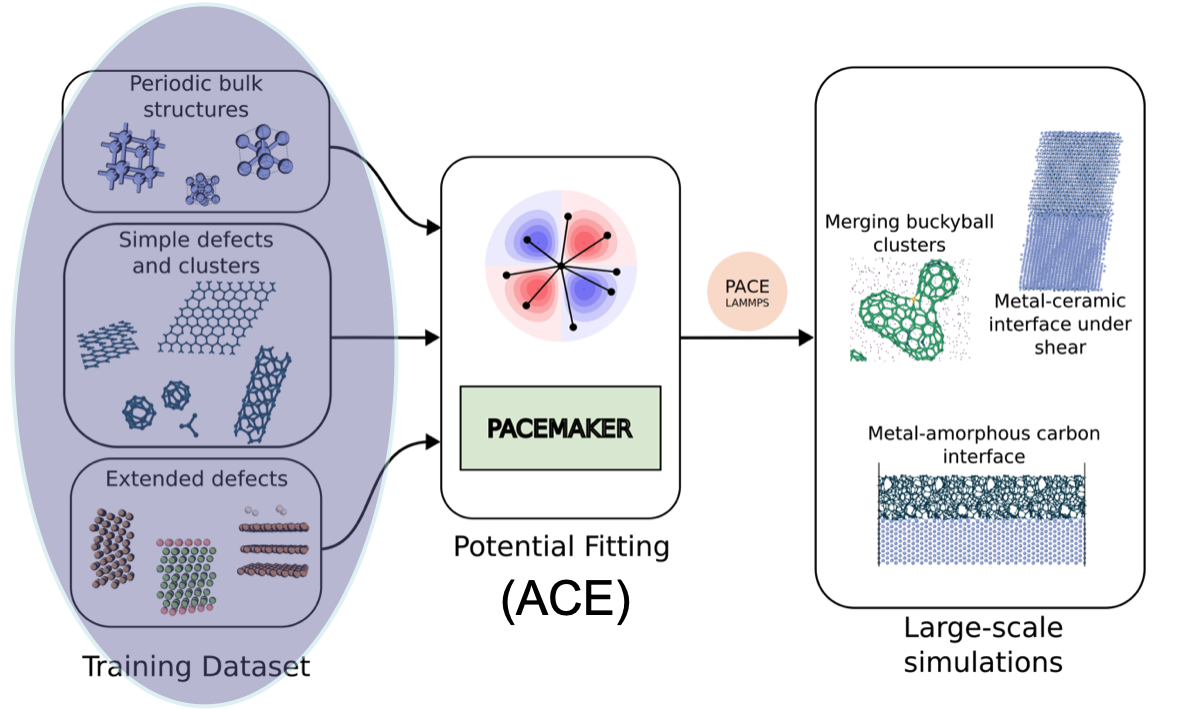 Periodic bulk
structures
Simple defects
and clusters
Extended defects
Training Dataset
PACEMAKER
Potential Fitting
(ACE)
PACE
LAMMPS
Merging buckyball
clusters
Metal-ceramic
interface under
shear
Metal-amorphous carbon
interface
Large-scale
simulations